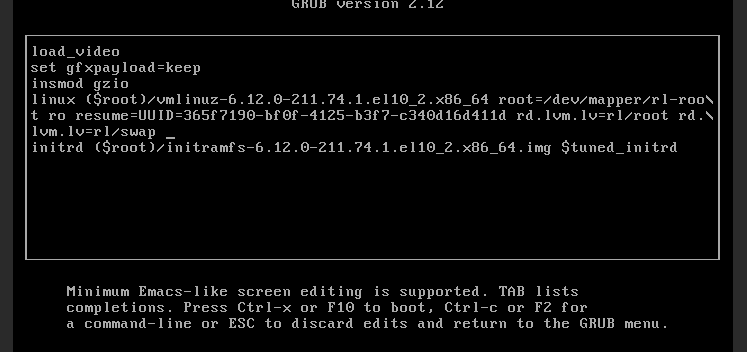 GRUB version 2.12
load_video
set gfxpayload=keep
insmod gzio
linux ($root)/vmlinuz-6.12.0-211.74.1.el10_2.x86_64 root=/dev/mapper/rl-roo\
t ro resume=UUID=365f7190-bf0f-4125-b3f7-c340d16d411d rd.lvm.lv=rl/root rd.\
lvm.lv=rl/swap _
initrd ($root)/initramfs-6.12.0-211.74.1.el10_2.x86_64.img $tuned_initrd
Minimum Emacs-like screen editing is supported. TAB lists
completions. Press Ctrl-x or F10 to boot, Ctrl-c or F2 for
a command-line or ESC to discard edits and return to the GRUB menu.